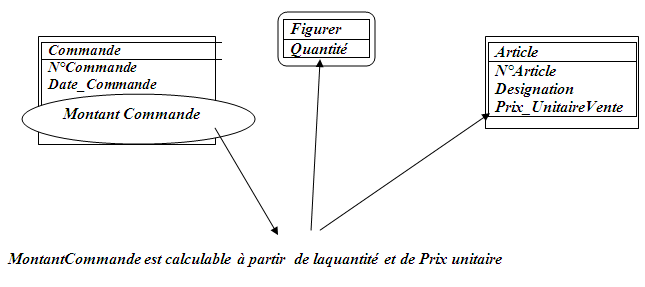 Figurer
Quantité
Commande
N°Commande
Date_Commande
Montant Commande
Article
N°Article
Designation
Prix_UnitaireVente
MontantCommande est calculable à partir de laquantité et de Prix unitaire